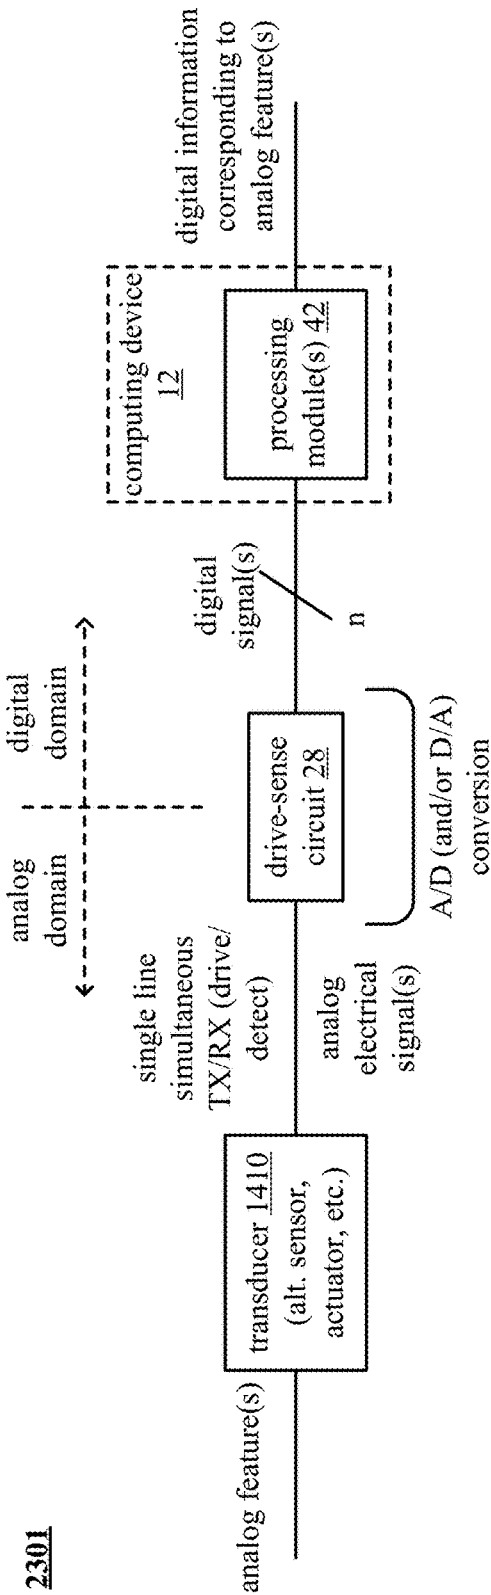 2301
analog
domain
digital
domain
computing device
12
analog feature(s)
transducer 1410
(alt. sensor,
actuator, etc.)
single line
simultaneous
TX/RX (drive/
detect)
analog
electrical
signal(s)
drive-sense
circuit 28
A/D (and/or D/A)
conversion
digital
signal(s)
n
processing
module(s) 42
digital information
corresponding to
analog feature(s)